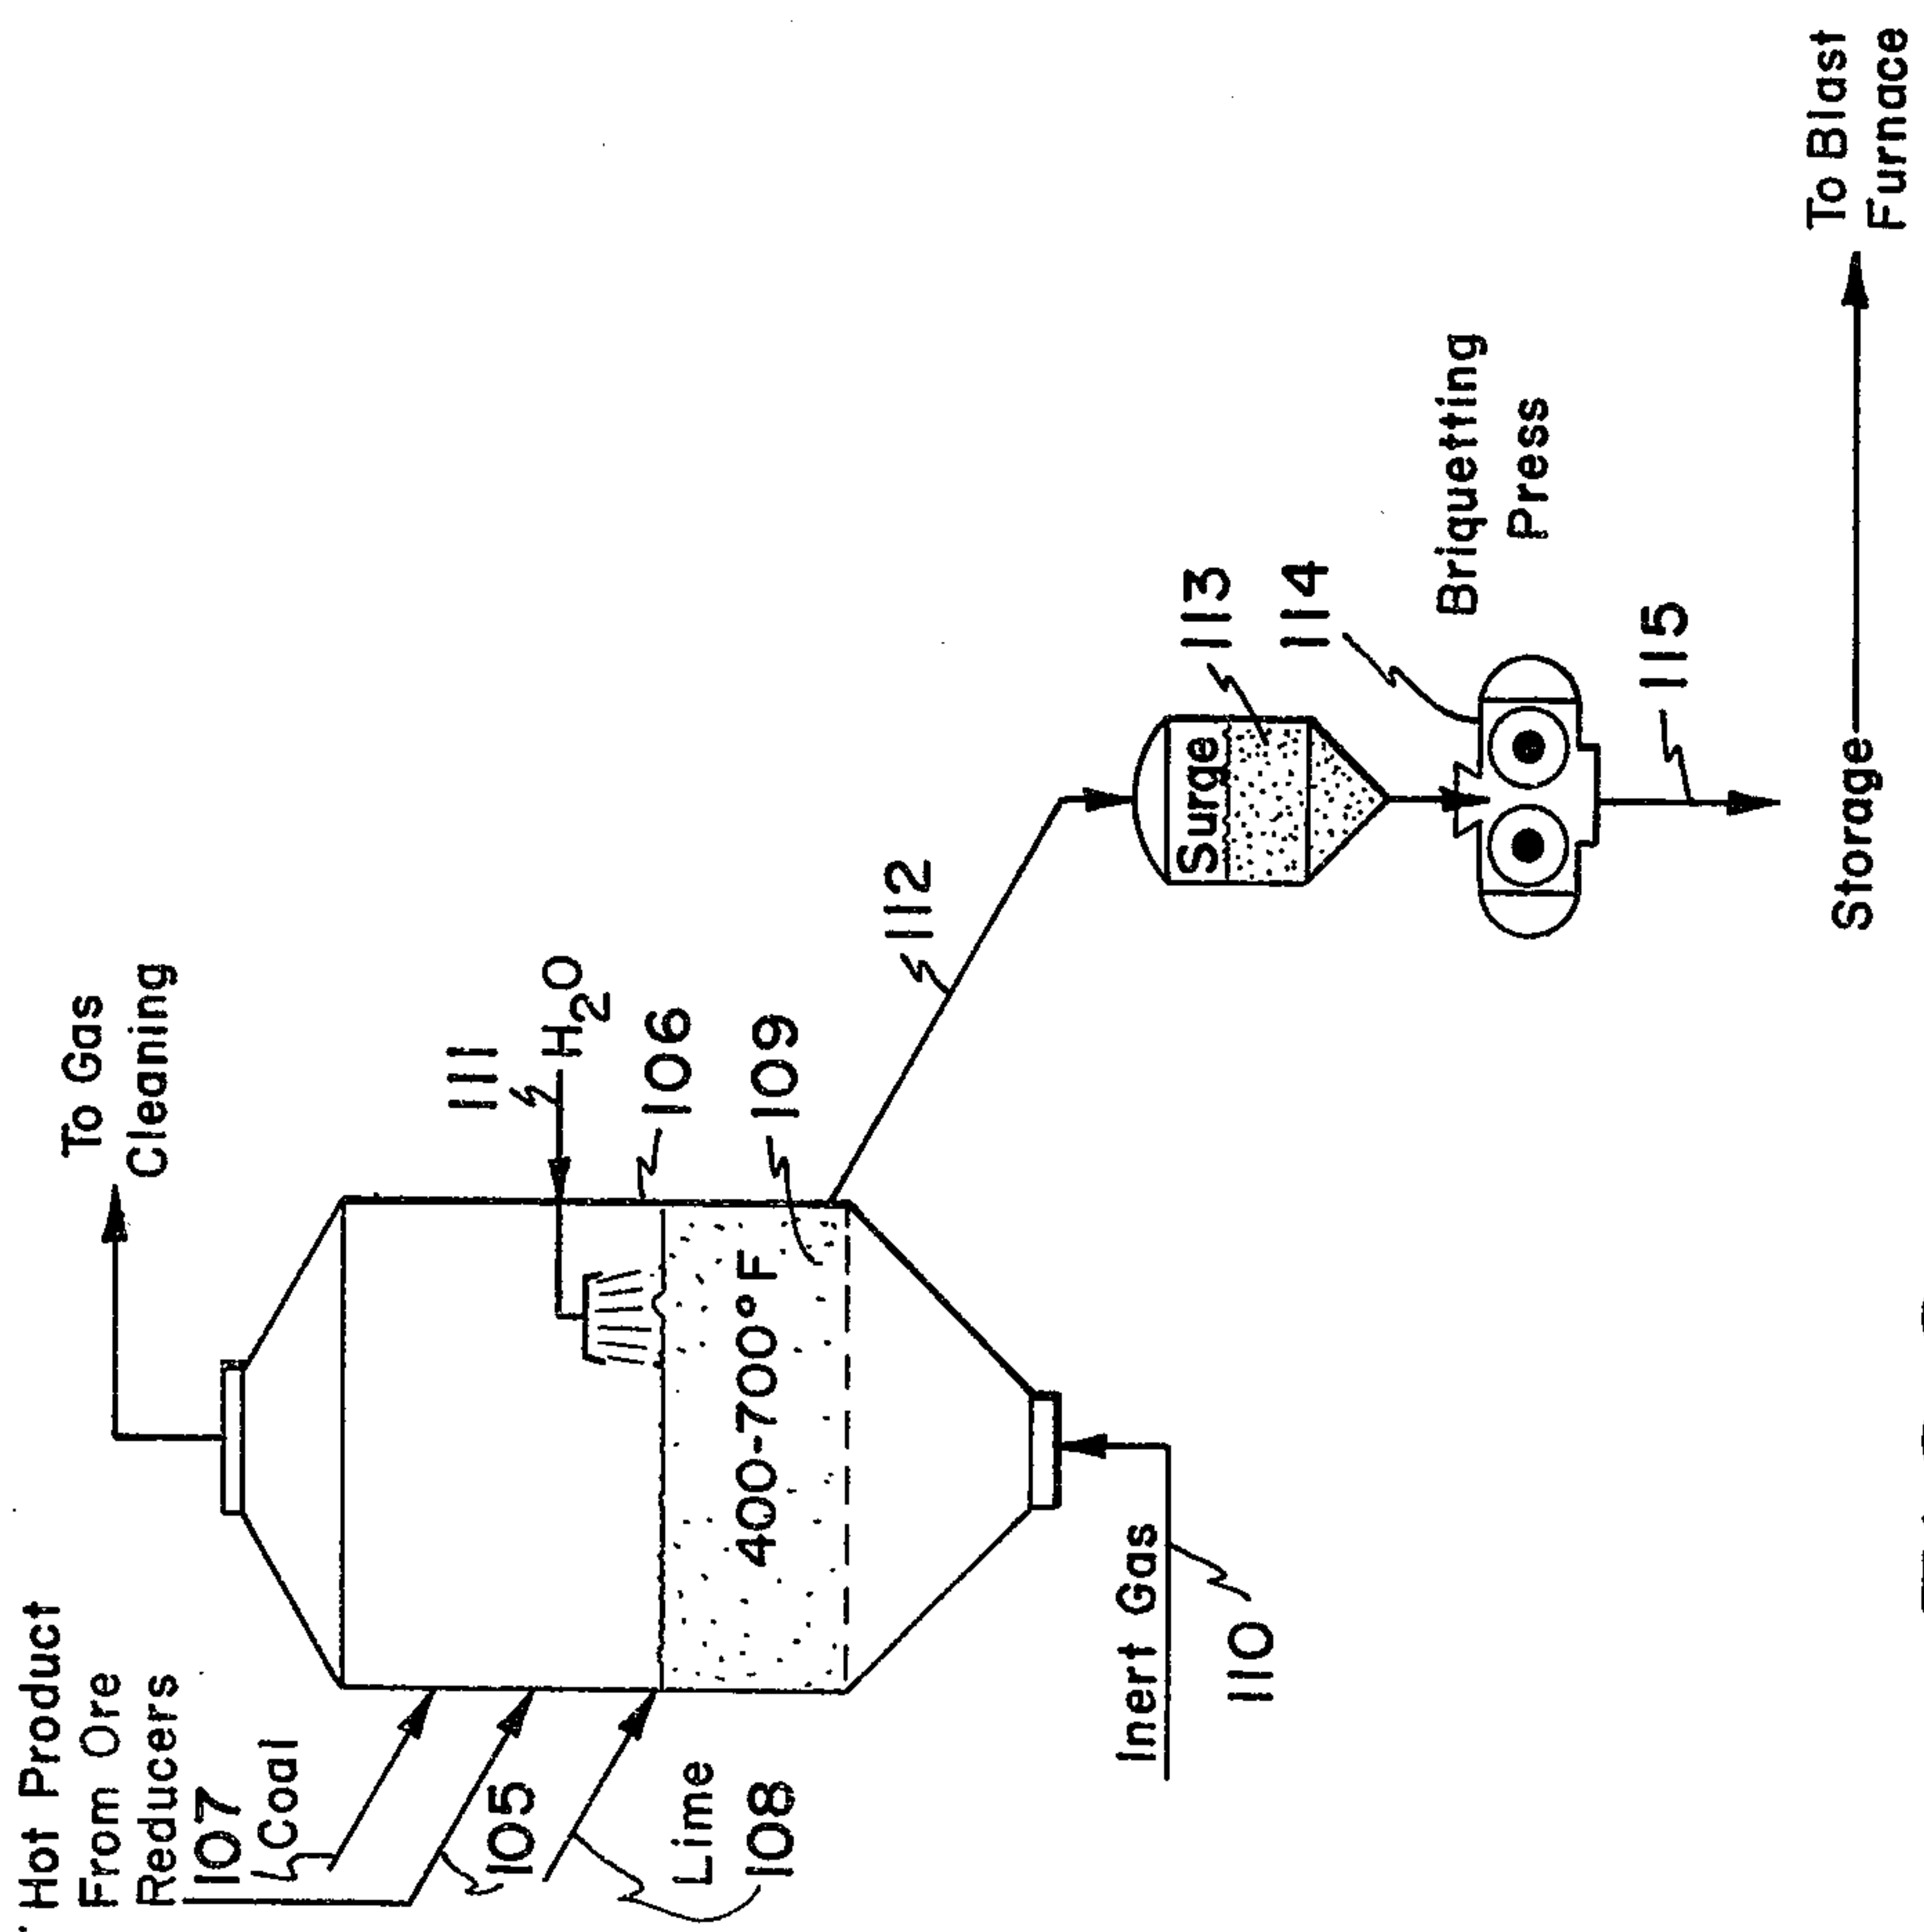 Hot Product
From Ore
Reducers
107
Coal
105
Lime
108
To Gas
Cleaning
111
H₂O
106
109
400-700°F
Inert Gas
110
112
Surge
113
114
Briquetting
Press
115
Storage
To Blast
Furnace